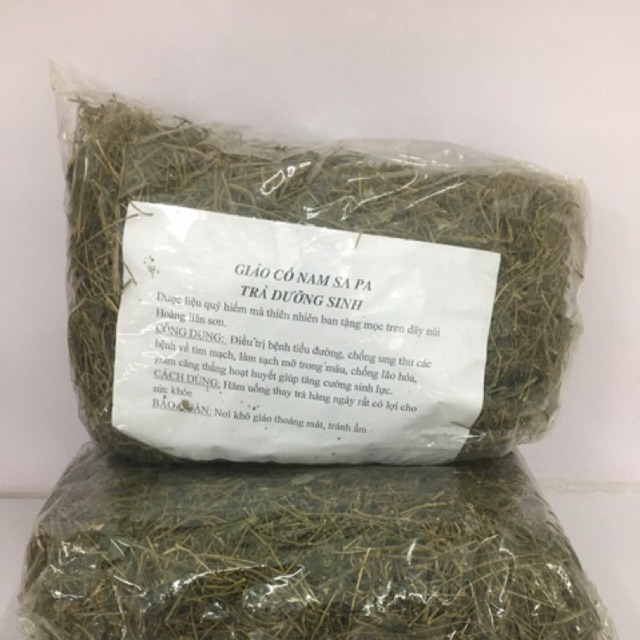 GIẢO CỔ NAM SA PA
TRÀ DƯỠNG SINH
Dược liệu quý hiếm mà thiên nhiên ban tặng mọc tren dãy núi
Hoàng liên sơn.
CÔNG DỤNG: Điều trị bệnh tiểu đường, chống ung thư các
bệnh về tim mạch, làm sạch mỡ trong máu, chống lão hóa,
giảm căng thẳng hoạt huyết giúp tăng cường sinh lực.
CÁCH DÙNG: Hãm uống thay trà hàng ngày rất có lợi cho
sức khỏe
BẢO QUẢN: Nơi khô giáo thoáng mát, tránh ẩm